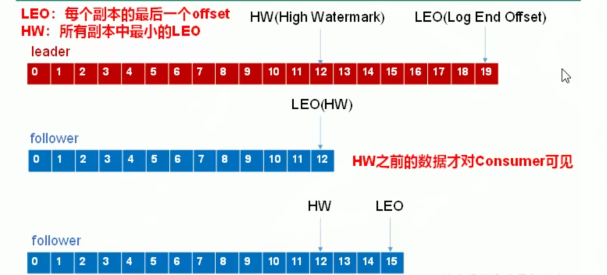 LEO：每个副本的最后一个offset
HW：所有副本中最小的LEO
HW(High Watermark)
LEO(Log End Offset)
leader
0 1 2 3 4 5 6 7 8 9 10 11 12 13 14 15 16 17 18 19
LEO(HW)
follower
0 1 2 3 4 5 6 7 8 9 10 11 12
HW之前的数据才对Consumer可见
HW
LEO
follower
0 1 2 3 4 5 6 7 8 9 10 11 12 13 14 15